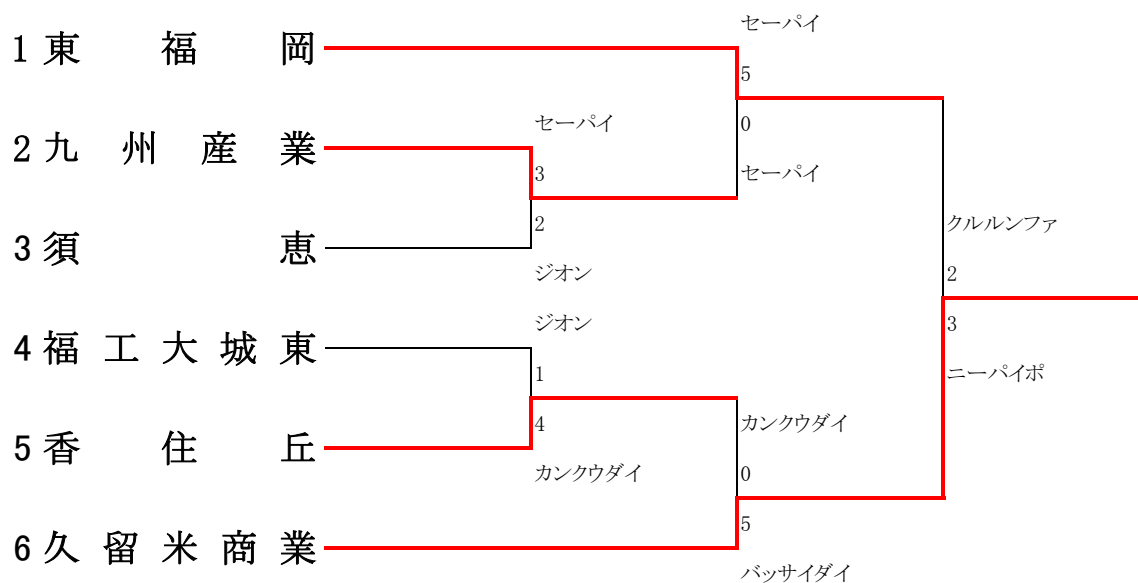 セーパイ
1 東福岡
5
セーパイ
0
2 九州産業
3
セーパイ
2
クルルンファ
3 須恵
ジオン
2
ジオン
3
4 福工大城東
1
ニーパイポ
4
カンクウダイ
5 香住丘
カンクウダイ
0
5
6 久留米商業
バッサイダイ